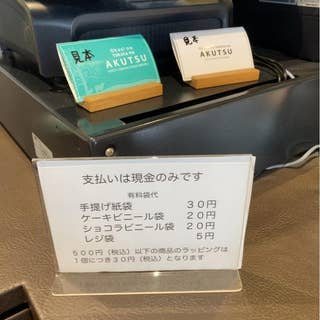 見本
AKUTSU
見本
AKUTSU
支払いは現金のみです
有料袋代
手提げ紙袋 30円
ケーキビニール袋 20円
ショコラビニール袋 20円
レジ袋 5円
500円(税込)以下の商品のラッピングは
1個につき30円(税込)となります